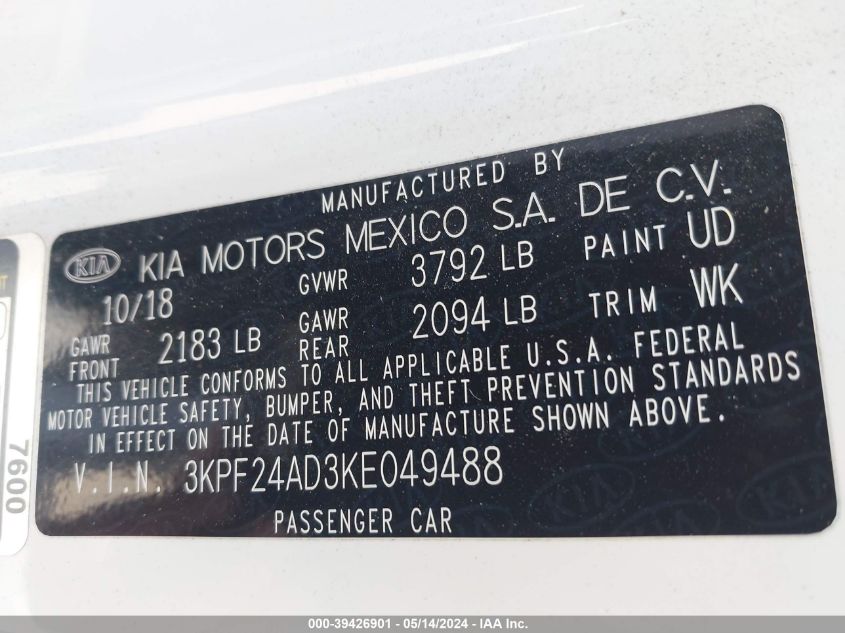 MANUFACTURED BY
KIA KIA MOTORS MEXICO S.A. DE C.V.
10/18 GVWR 3792 LB PAINT UD
GAWR FRONT 2183 LB GAWR REAR 2094 LB TRIM WK
THIS VEHICLE CONFORMS TO ALL APPLICABLE U.S.A. FEDERAL
MOTOR VEHICLE SAFETY, BUMPER, AND THEFT PREVENTION STANDARDS
IN EFFECT ON THE DATE OF MANUFACTURE SHOWN ABOVE.
V.I.N. 3KPF24AD3KE049488
PASSENGER CAR
7600
000-39426901 - 05/14/2024 - IAA Inc.